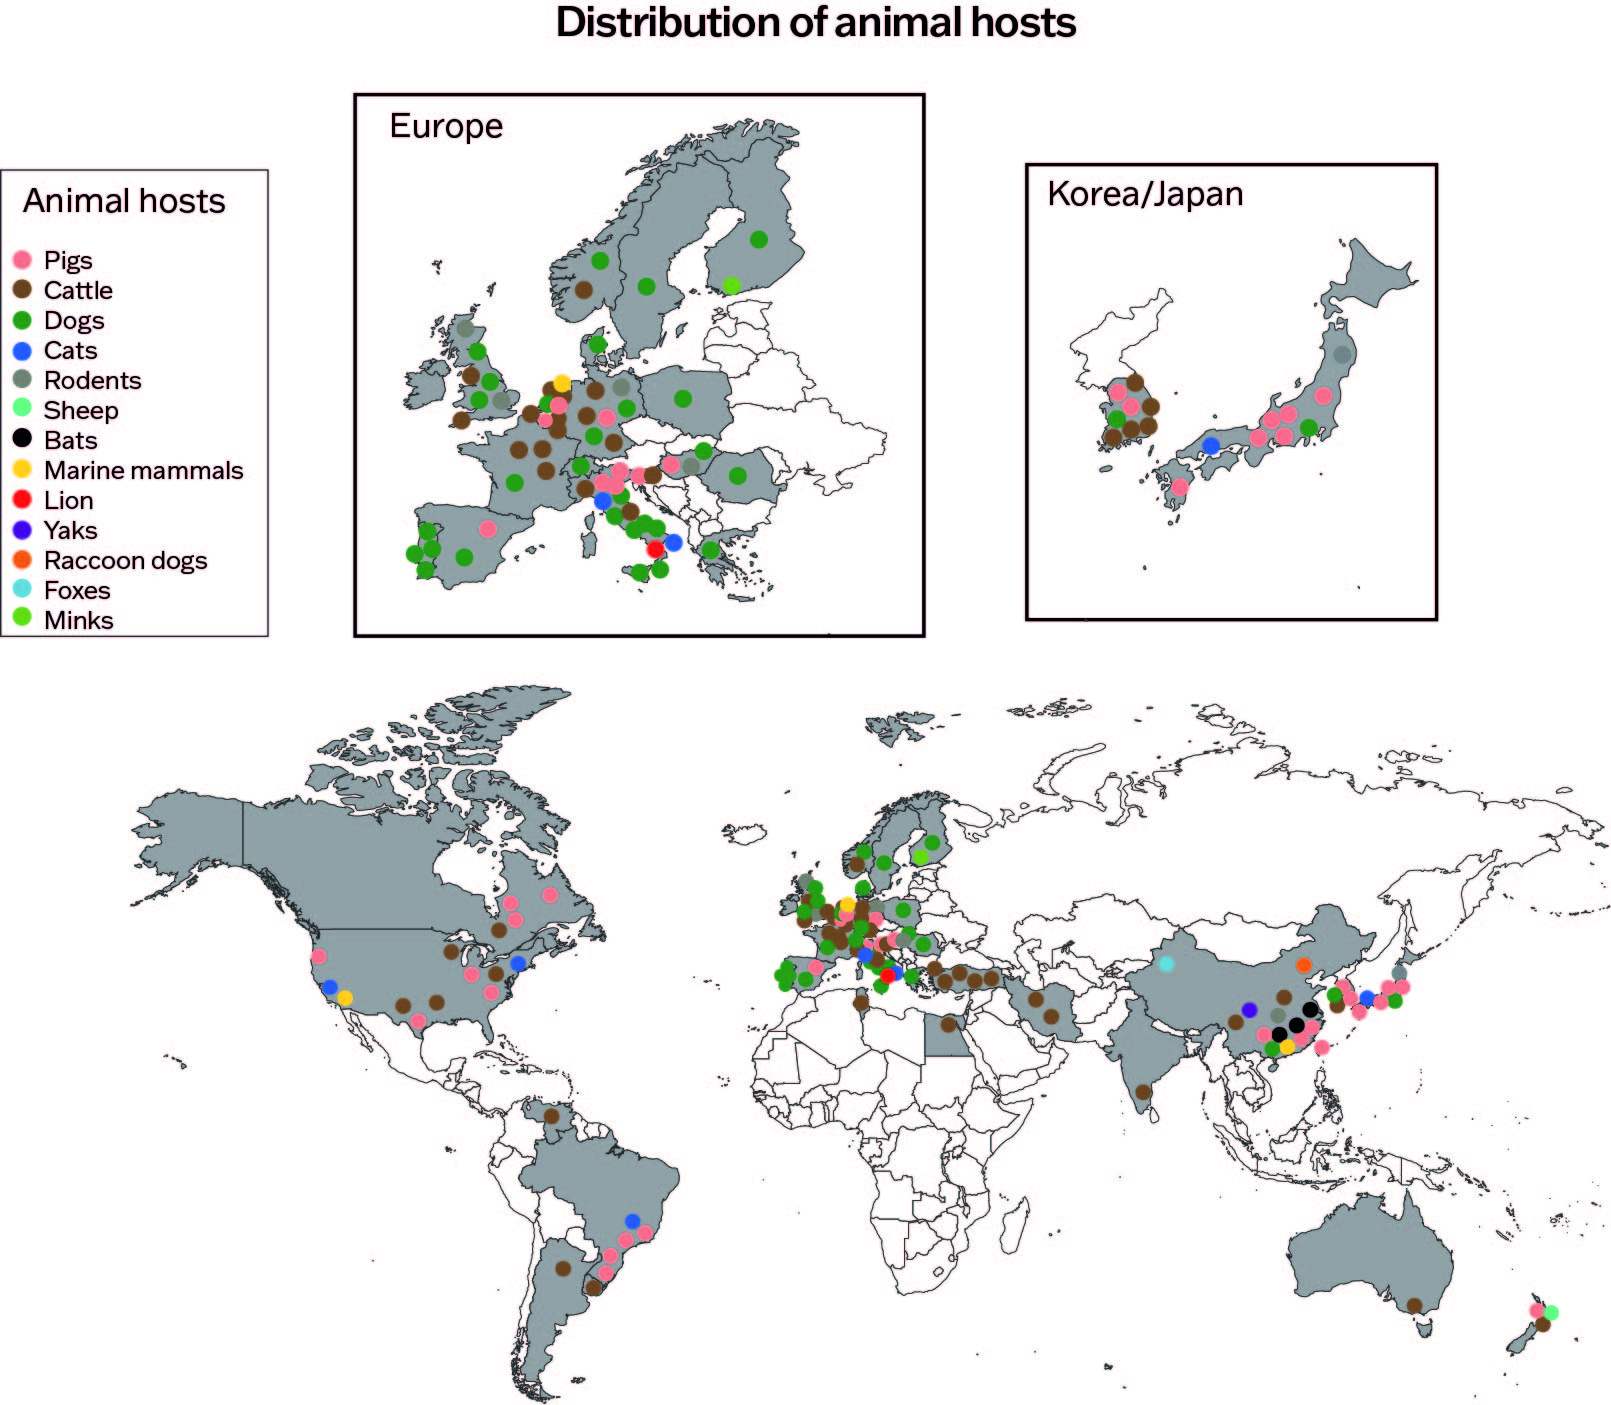 Distribution of animal hosts
Europe
Korea/Japan
Animal hosts
Pigs
Cattle
Dogs
Cats
Rodents
Sheep
Bats
Marine mammals
Lion
Yaks
Raccoon dogs
Foxes
Minks